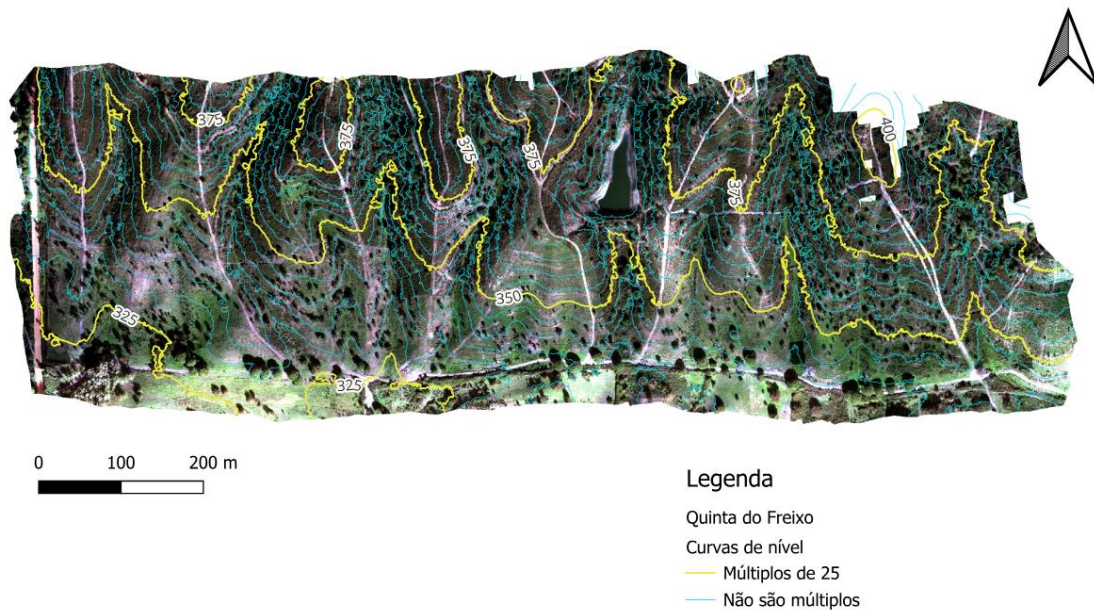 375
375
375
375
375
400
350
325
325
0 100 200 m
Legenda
Quinta do Freixo
Curvas de nível
Múltiplos de 25
Não são múltiplos